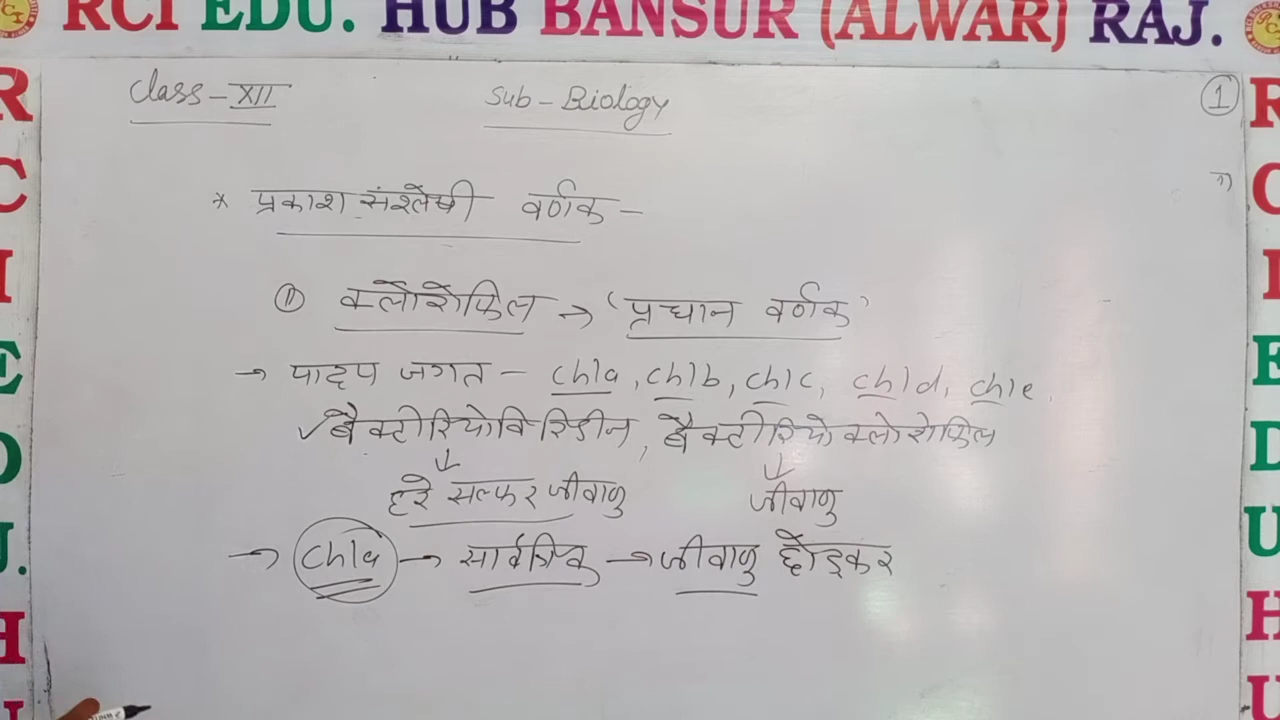 RCI EDU. HUB BANSUR (ALWAR) RAJ.
Class - XII
Sub - Biology
1
* प्रकाश संश्लेषी वर्णक -
① क्लोरोफिल → 'प्रधान वर्णक'
→ पादप जगत - chla, chlb, chlc, chld, chle,
✓बैक्टीरियोविरिडीन, बैक्टीरियोक्लोरोफिल
↓ ↓
हरे सल्फर जीवाणु जीवाणु
→ chla → सार्वत्रिक → जीवाणु छोड़कर
R
C
I
E
D
U.
H
R
C
I
E
D
U
H
U